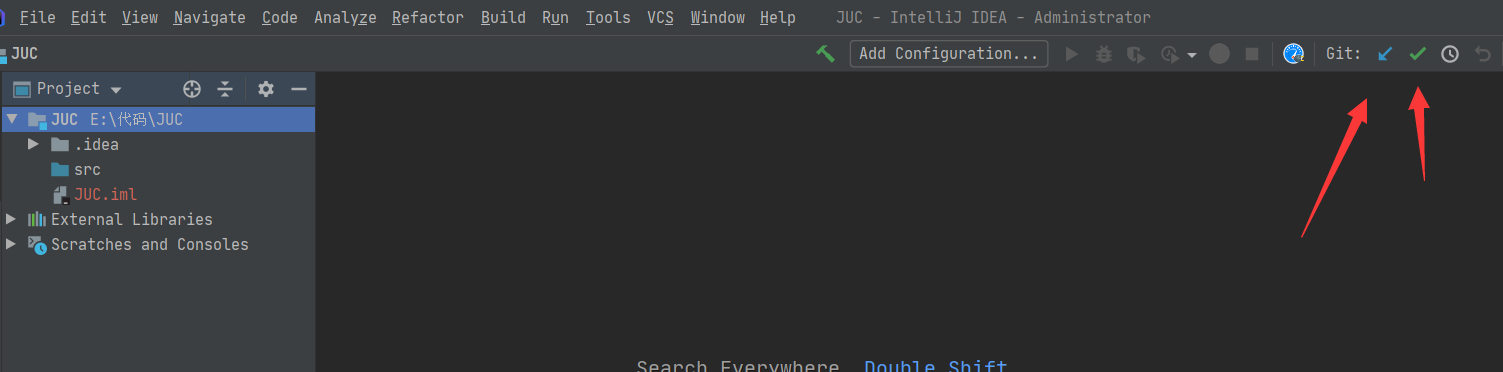 File Edit View Navigate Code Analyze Refactor Build Run Tools VCS Window Help JUC - IntelliJ IDEA - Administrator
JUC Add Configuration... Git:
Project
JUC E:\代码\JUC
.idea
src
JUC.iml
External Libraries
Scratches and Consoles
Search Everywhere Double Shift